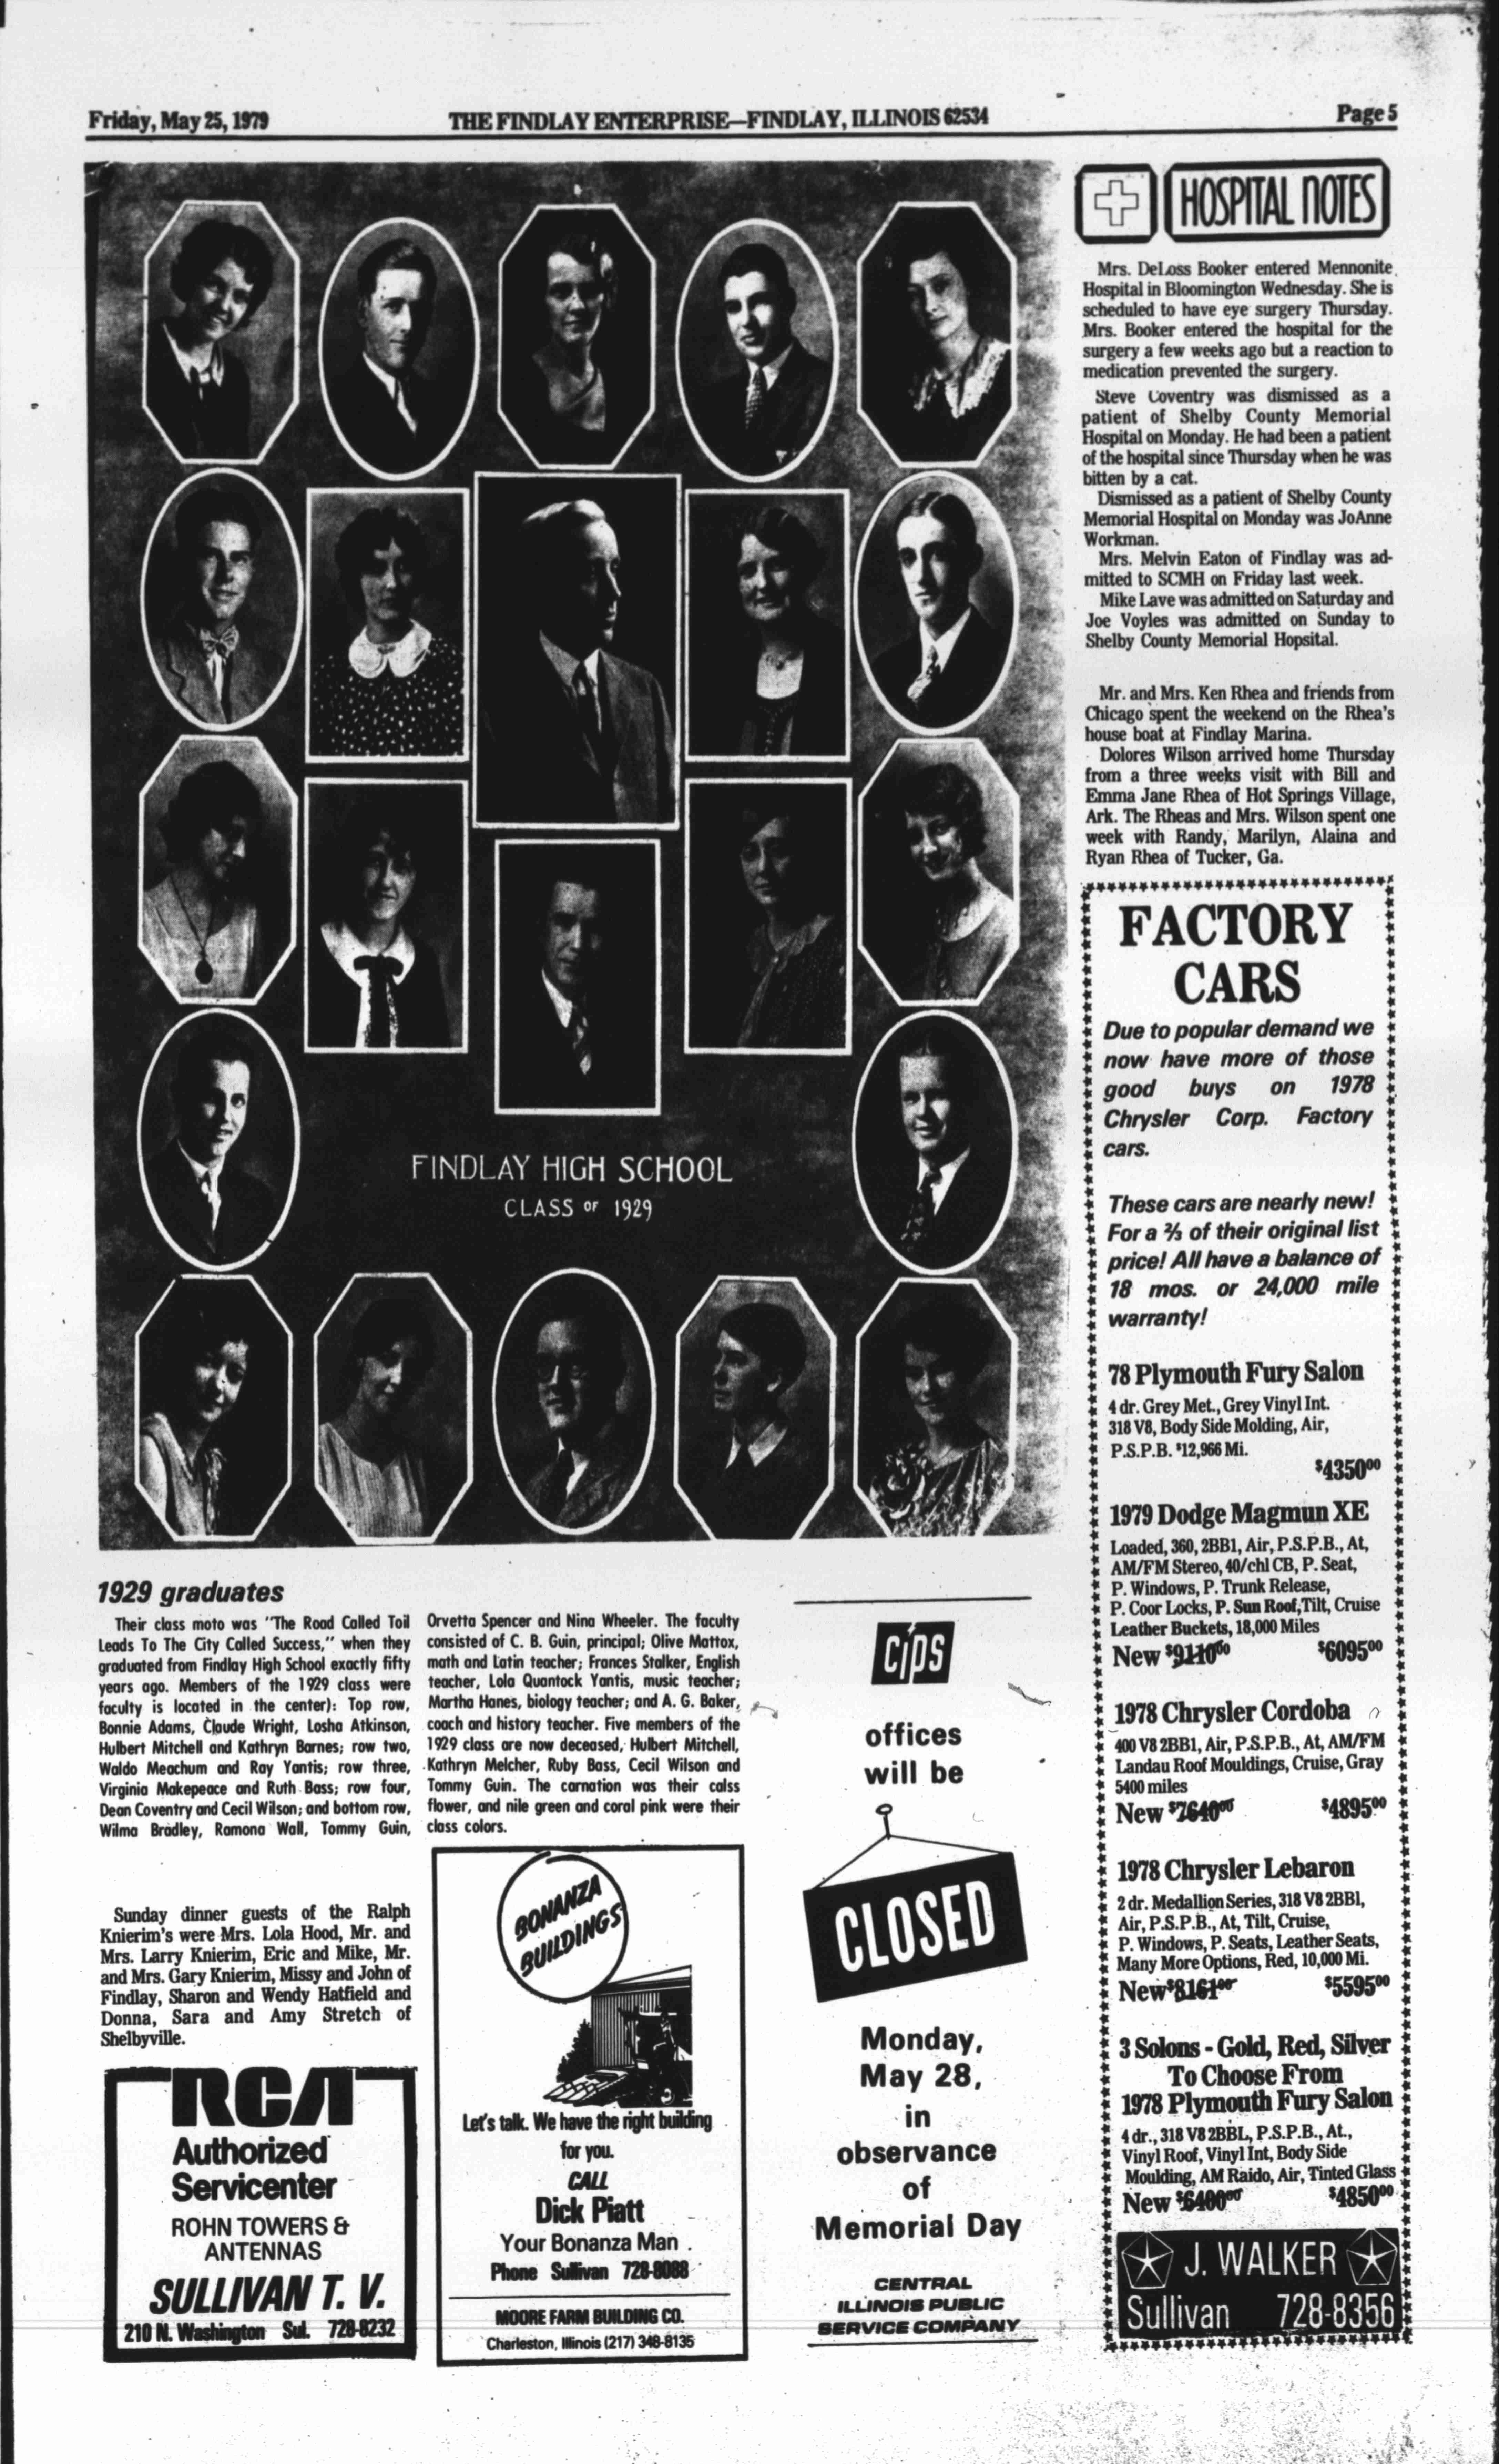 Friday, May 25, 1979
THE FINDLAY ENTERPRISE—FINDLAY, ILLINOIS 62534
Page 5
FINDLAY HIGH SCHOOL
CLASS OF 1929
1929 graduates
Their class moto was "The Road Called Toil
Leads To The City Called Success," when they
graduated from Findlay High School exactly fifty
years ago. Members of the 1929 class were
faculty is located in the center): Top row,
Bonnie Adams, Claude Wright, Losha Atkinson,
Hulbert Mitchell and Kathryn Barnes; row two,
Waldo Meachum and Ray Yantis; row three,
Virginia Makepeace and Ruth Bass; row four,
Dean Coventry and Cecil Wilson; and bottom row,
Wilma Bradley, Ramona Wall, Tommy Guin,
Orvetta Spencer and Nina Wheeler. The faculty
consisted of C. B. Guin, principal; Olive Mattox,
math and Latin teacher; Frances Stalker, English
teacher, Lola Quantock Yantis, music teacher;
Martha Hanes, biology teacher; and A. G. Baker,
coach and history teacher. Five members of the
1929 class are now deceased, Hulbert Mitchell,
Kathryn Melcher, Ruby Bass, Cecil Wilson and
Tommy Guin. The carnation was their calss
flower, and nile green and coral pink were their
class colors.
Sunday dinner guests of the Ralph
Knierim's were Mrs. Lola Hood, Mr. and
Mrs. Larry Knierim, Eric and Mike, Mr.
and Mrs. Gary Knierim, Missy and John of
Findlay, Sharon and Wendy Hatfield and
Donna, Sara and Amy Stretch of
Shelbyville.
RCA
Authorized
Servicenter
ROHN TOWERS &
ANTENNAS
SULLIVAN T. V.
210 N. Washington Sul. 728-8232
BONANZA
BUILDINGS
Let's talk. We have the right building
for you.
CALL
Dick Piatt
Your Bonanza Man .
Phone Sullivan 728-8088
MOORE FARM BUILDING CO.
Charleston, Illinois (217) 348-8135
CIPS
offices
will be
CLOSED
Monday,
May 28,
in
observance
of
Memorial Day
CENTRAL
ILLINOIS PUBLIC
SERVICE COMPANY
HOSPITAL NOTES
Mrs. DeLoss Booker entered Mennonite
Hospital in Bloomington Wednesday. She is
scheduled to have eye surgery Thursday.
Mrs. Booker entered the hospital for the
surgery a few weeks ago but a reaction to
medication prevented the surgery.
Steve Coventry was dismissed as a
patient of Shelby County Memorial
Hospital on Monday. He had been a patient
of the hospital since Thursday when he was
bitten by a cat.
Dismissed as a patient of Shelby County
Memorial Hospital on Monday was JoAnne
Workman.
Mrs. Melvin Eaton of Findlay was ad-
mitted to SCMH on Friday last week.
Mike Lave was admitted on Saturday and
Joe Voyles was admitted on Sunday to
Shelby County Memorial Hopsital.
Mr. and Mrs. Ken Rhea and friends from
Chicago spent the weekend on the Rhea's
house boat at Findlay Marina.
Dolores Wilson arrived home Thursday
from a three weeks visit with Bill and
Emma Jane Rhea of Hot Springs Village,
Ark. The Rheas and Mrs. Wilson spent one
week with Randy, Marilyn, Alaina and
Ryan Rhea of Tucker, Ga.
FACTORY
CARS
Due to popular demand we
now have more of those
good buys on 1978
Chrysler Corp. Factory
cars.
These cars are nearly new!
For a ⅔ of their original list
price! All have a balance of
18 mos. or 24,000 mile
warranty!
78 Plymouth Fury Salon
4 dr. Grey Met., Grey Vinyl Int.
318 V8, Body Side Molding, Air,
P.S.P.B. $12,966 Mi.
$4350⁰⁰
1979 Dodge Magmun XE
Loaded, 360, 2BB1, Air, P.S.P.B., At,
AM/FM Stereo, 40/chl CB, P. Seat,
P. Windows, P. Trunk Release,
P. Coor Locks, P. Sun Roof, Tilt, Cruise
Leather Buckets, 18,000 Miles
New $9110⁰⁰ $6095⁰⁰
1978 Chrysler Cordoba
400 V8 2BB1, Air, P.S.P.B., At, AM/FM
Landau Roof Mouldings, Cruise, Gray
5400 miles
New $7640⁰⁰ $4895⁰⁰
1978 Chrysler Lebaron
2 dr. Medallion Series, 318 V8 2BB1,
Air, P.S.P.B., At, Tilt, Cruise,
P. Windows, P. Seats, Leather Seats,
Many More Options, Red, 10,000 Mi.
New $8161⁰⁰ $5595⁰⁰
3 Solons - Gold, Red, Silver
To Choose From
1978 Plymouth Fury Salon
4 dr., 318 V8 2BBL, P.S.P.B., At.,
Vinyl Roof, Vinyl Int, Body Side
Moulding, AM Raido, Air, Tinted Glass
New $6400⁰⁰ $4850⁰⁰
J. WALKER
Sullivan 728-8356